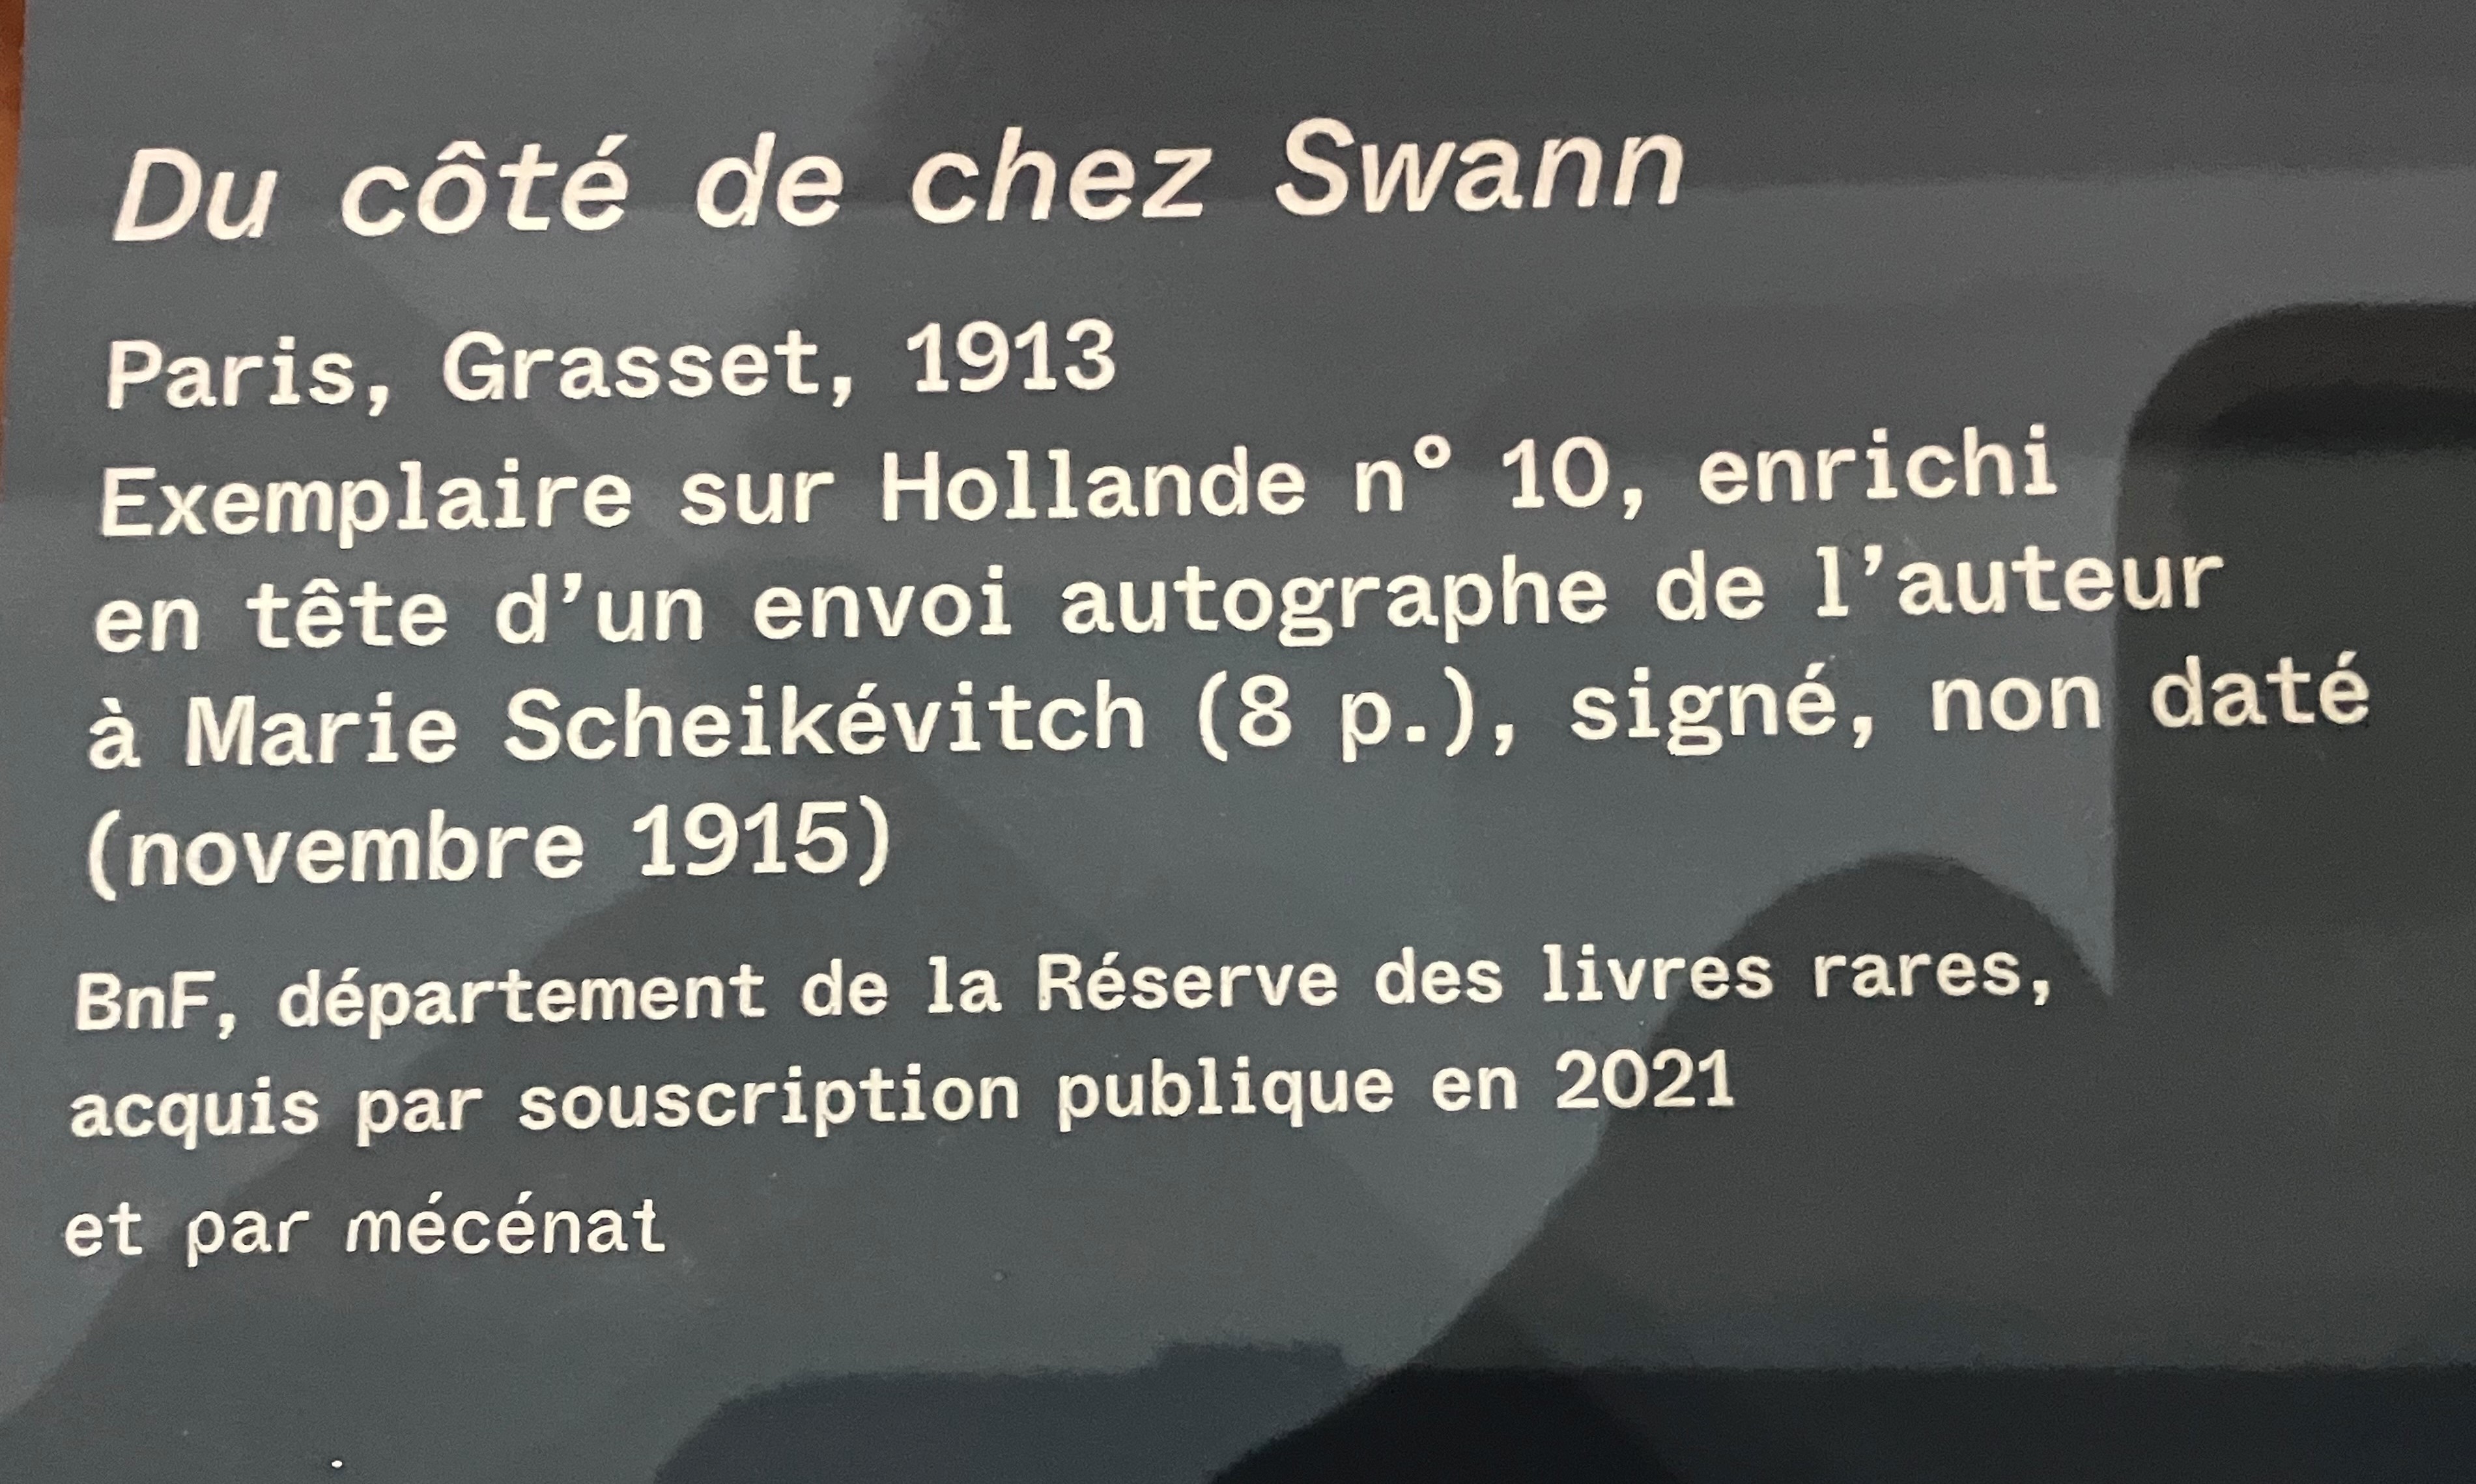 Du côté de chez Swann
Paris, Grasset, 1913
Exemplaire sur Hollande n° 10, enrichi
en tête d’un envoi autographe de l’auteur
à Marie Scheikévitch (8 p.), signé, non daté
(novembre 1915)
BnF, département de la Réserve des livres rares,
acquis par souscription publique en 2021
et par mécénat